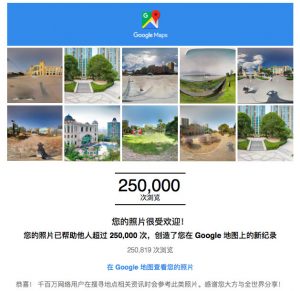 Google Maps
250,000
次浏览
您的照片很受欢迎!
您的照片已帮助他人超过 250,000 次，创造了您在 Google 地图上的新纪录
250,819 次浏览
在 Google 地图查看您的照片
恭喜！ 千百万网络用户在搜寻地点相关资讯时会参考此类照片。感谢您大方与全世界分享！